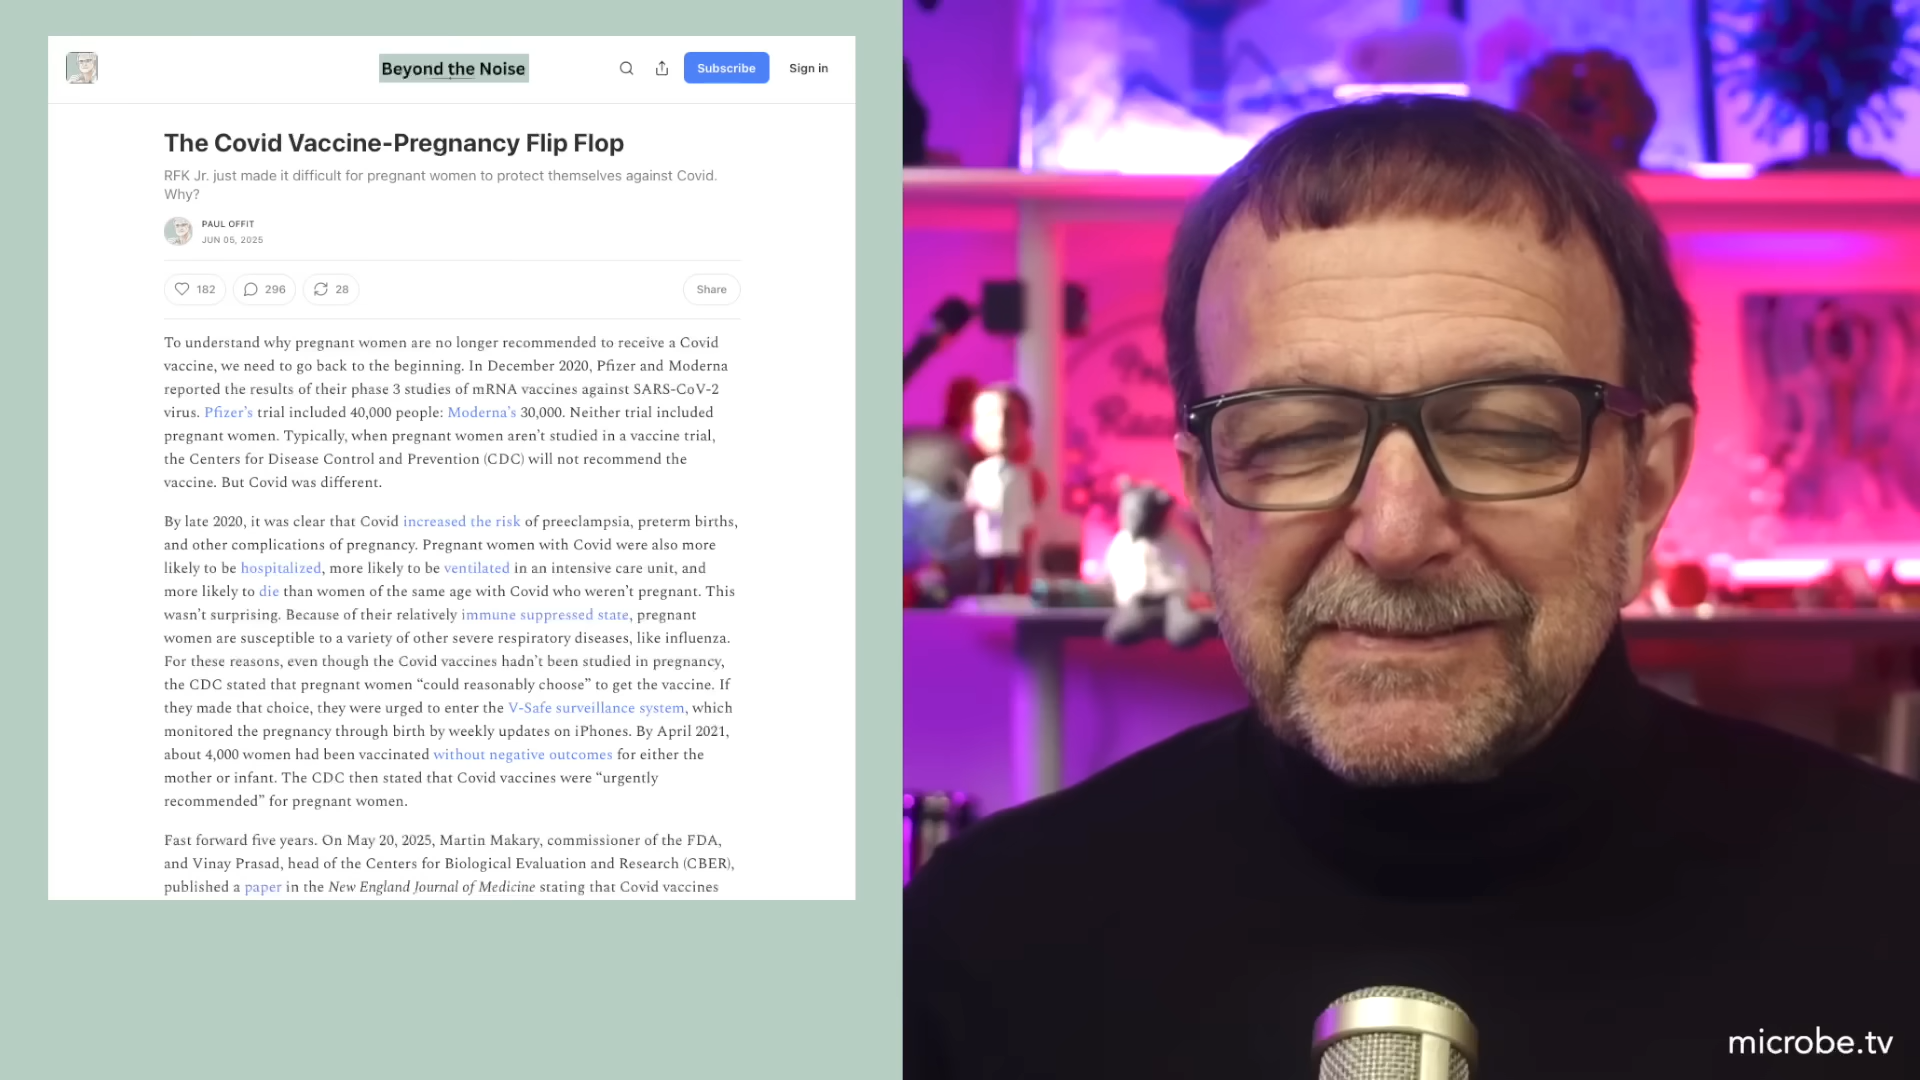 Beyond the Noise
Subscribe
Sign in
The Covid Vaccine-Pregnancy Flip Flop
RFK Jr. just made it difficult for pregnant women to protect themselves against Covid.
Why?
PAUL OFFIT
JUN 05, 2025
182
296
28
Share
To understand why pregnant women are no longer recommended to receive a Covid
vaccine, we need to go back to the beginning. In December 2020, Pfizer and Moderna
reported the results of their phase 3 studies of mRNA vaccines against SARS-CoV-2
virus. Pfizer’s trial included 40,000 people: Moderna’s 30,000. Neither trial included
pregnant women. Typically, when pregnant women aren’t studied in a vaccine trial,
the Centers for Disease Control and Prevention (CDC) will not recommend the
vaccine. But Covid was different.
By late 2020, it was clear that Covid increased the risk of preeclampsia, preterm births,
and other complications of pregnancy. Pregnant women with Covid were also more
likely to be hospitalized, more likely to be ventilated in an intensive care unit, and
more likely to die than women of the same age with Covid who weren’t pregnant. This
wasn’t surprising. Because of their relatively immune suppressed state, pregnant
women are susceptible to a variety of other severe respiratory diseases, like influenza.
For these reasons, even though the Covid vaccines hadn’t been studied in pregnancy,
the CDC stated that pregnant women “could reasonably choose” to get the vaccine. If
they made that choice, they were urged to enter the V-Safe surveillance system, which
monitored the pregnancy through birth by weekly updates on iPhones. By April 2021,
about 4,000 women had been vaccinated without negative outcomes for either the
mother or infant. The CDC then stated that Covid vaccines were “urgently
recommended” for pregnant women.
Fast forward five years. On May 20, 2025, Martin Makary, commissioner of the FDA,
and Vinay Prasad, head of the Centers for Biological Evaluation and Research (CBER),
published a paper in the New England Journal of Medicine stating that Covid vaccines
microbe.tv